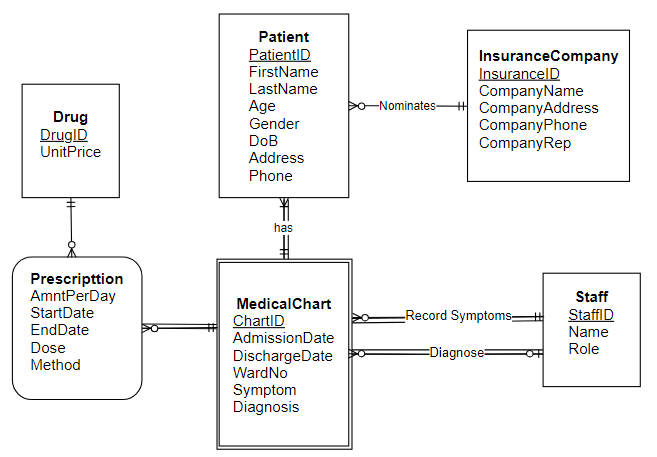 Patient
PatientID
FirstName
LastName
Age
Gender
DoB
Address
Phone
InsuranceCompany
InsuranceID
CompanyName
CompanyAddress
CompanyPhone
CompanyRep
Nominates
Drug
DrugID
UnitPrice
has
Prescripttion
AmntPerDay
StartDate
EndDate
Dose
Method
MedicalChart
ChartID
AdmissionDate
DischargeDate
WardNo
Symptom
Diagnosis
Record Symptoms
Diagnose
Staff
StaffID
Name
Role